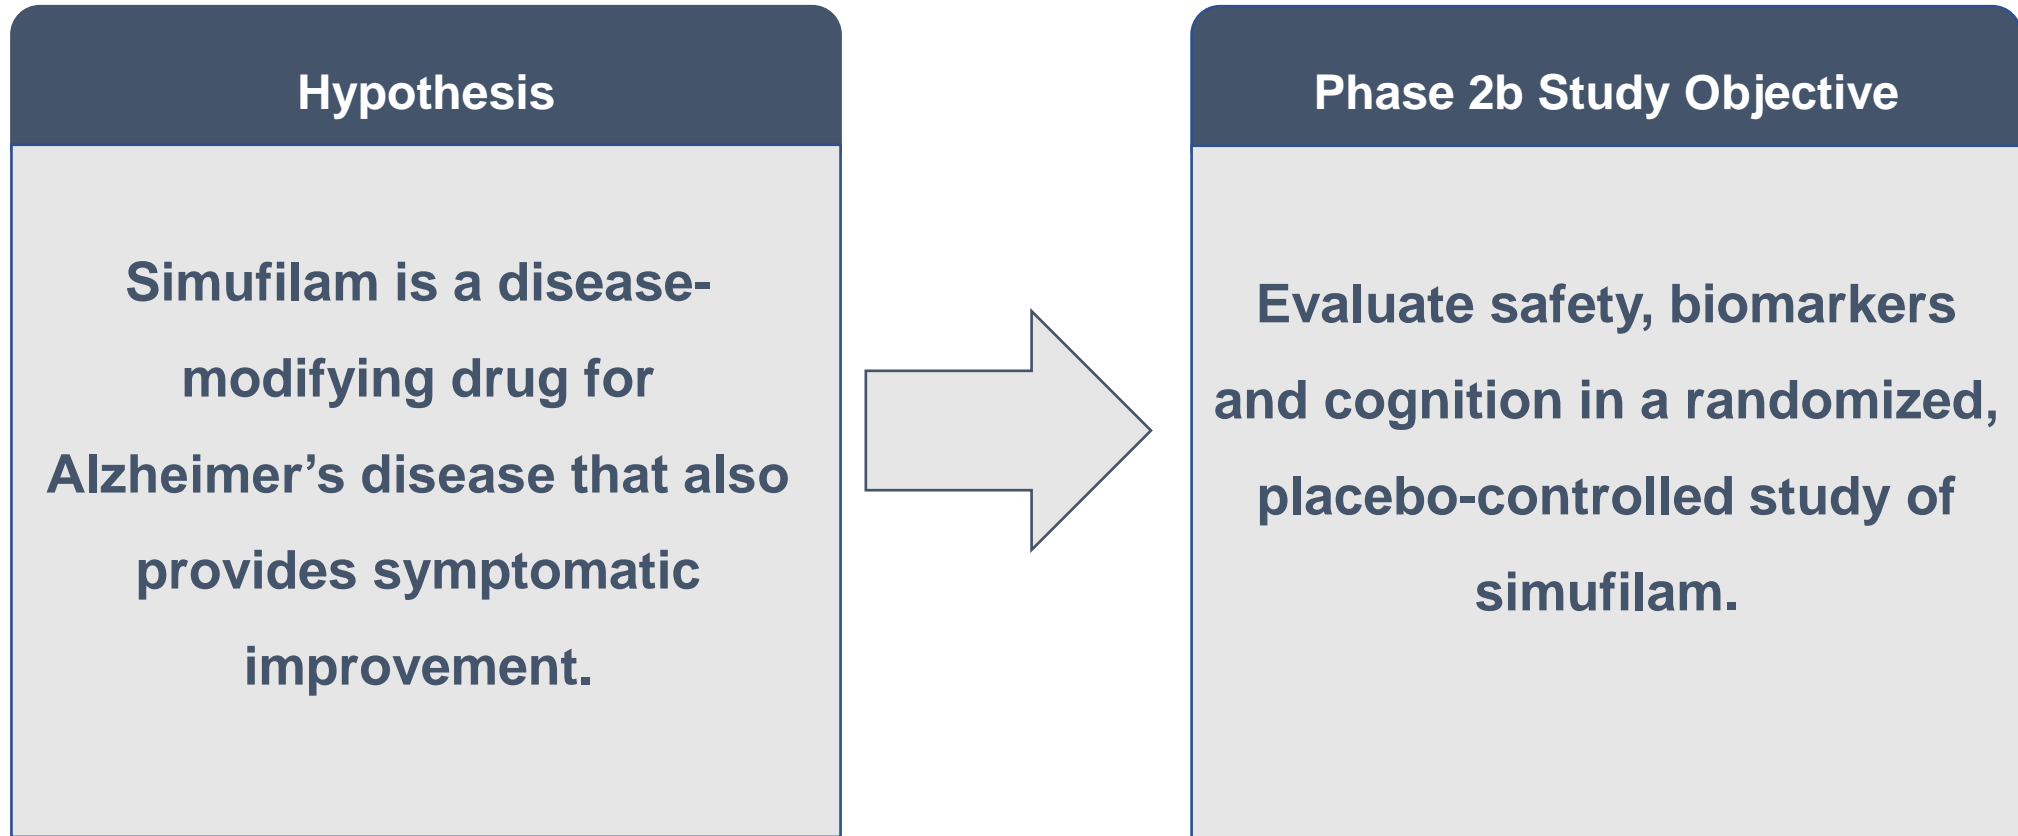 Hypothesis
Simufilam is a disease-
modifying drug for
Alzheimer’s disease that also
provides symptomatic
improvement.
Phase 2b Study Objective
Evaluate safety, biomarkers
and cognition in a randomized,
placebo-controlled study of
simufilam.